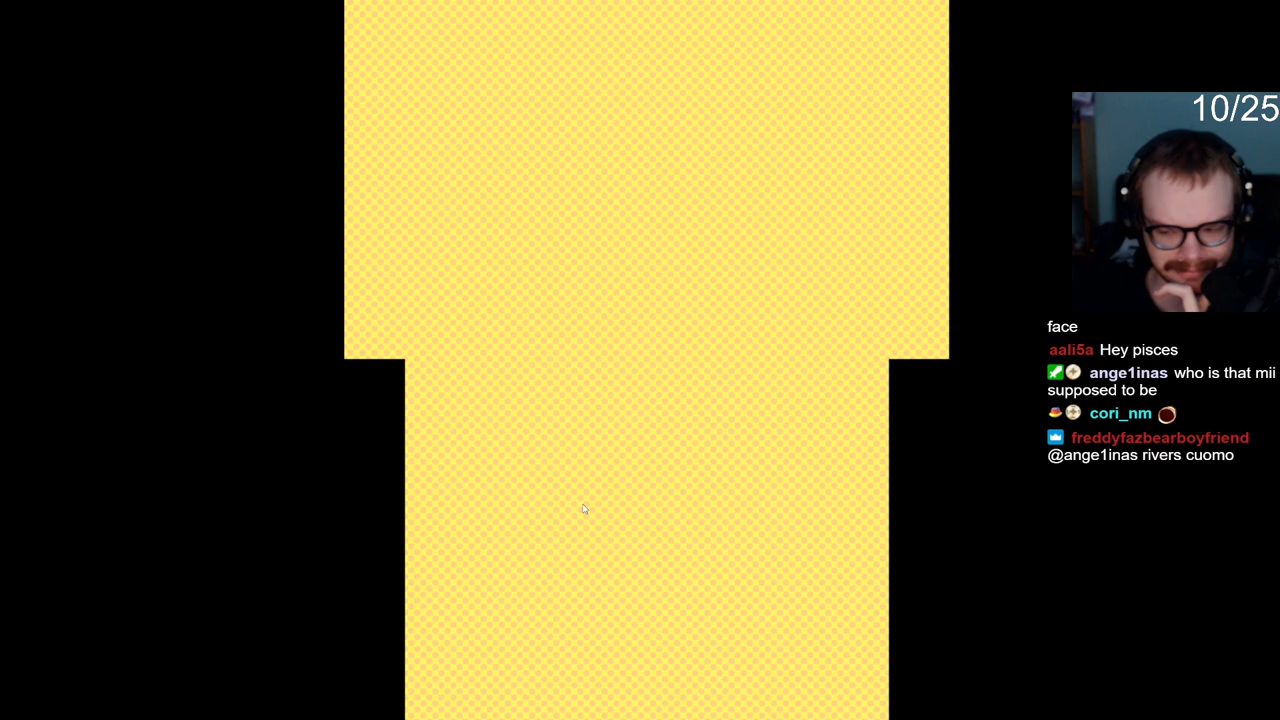 10/25
face
aali5a Hey pisces
ange1inas who is that mii
supposed to be
cori_nm
freddyfazbearboyfriend
@ange1inas rivers cuomo